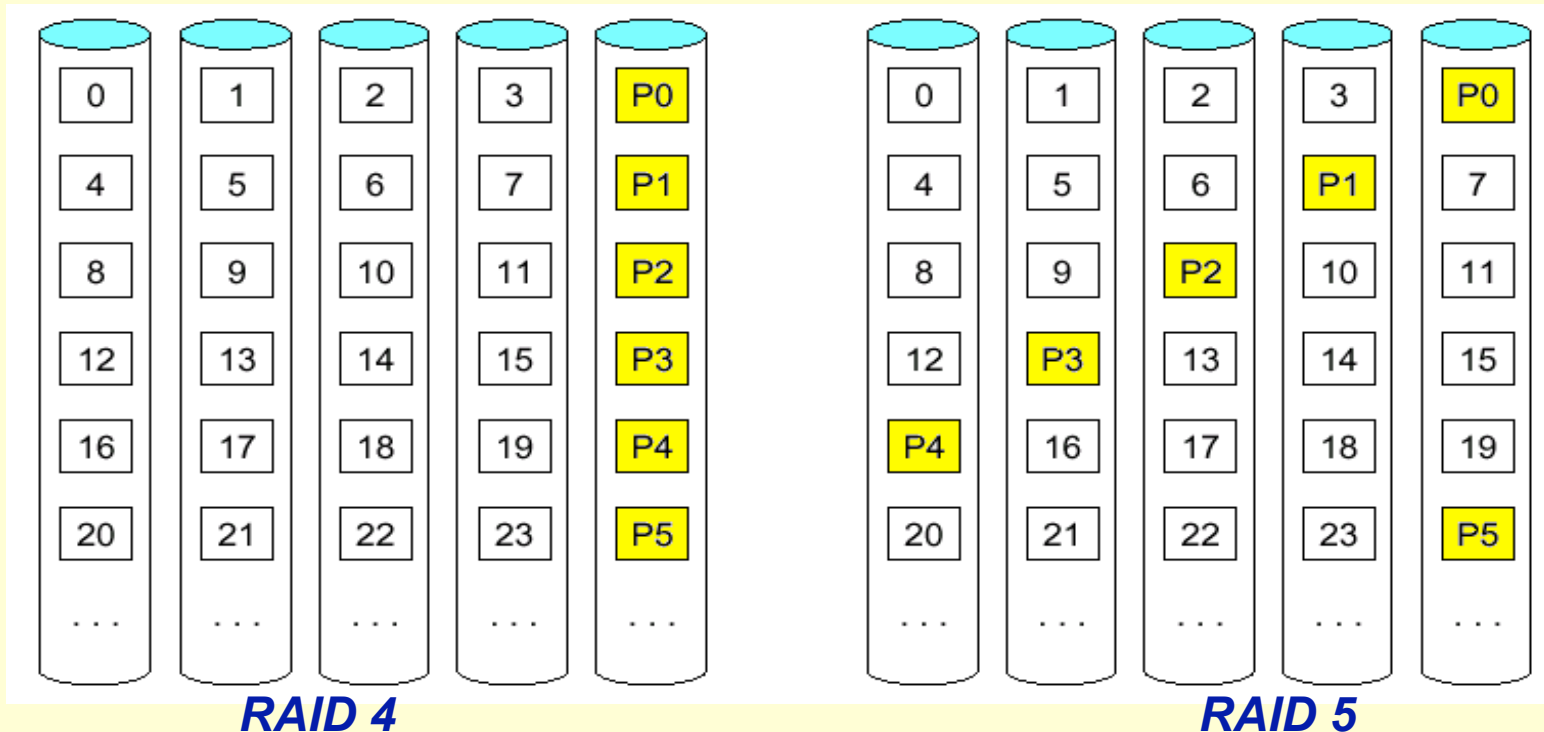 0 1 2 3 P0
4 5 6 7 P1
8 9 10 11 P2
12 13 14 15 P3
16 17 18 19 P4
20 21 22 23 P5
. . . . . . . . . . . . . . .
RAID 4
0 1 2 3 P0
4 5 6 P1 7
8 9 P2 10 11
12 P3 13 14 15
P4 16 17 18 19
20 21 22 23 P5
. . . . . . . . . . . . . . .
RAID 5